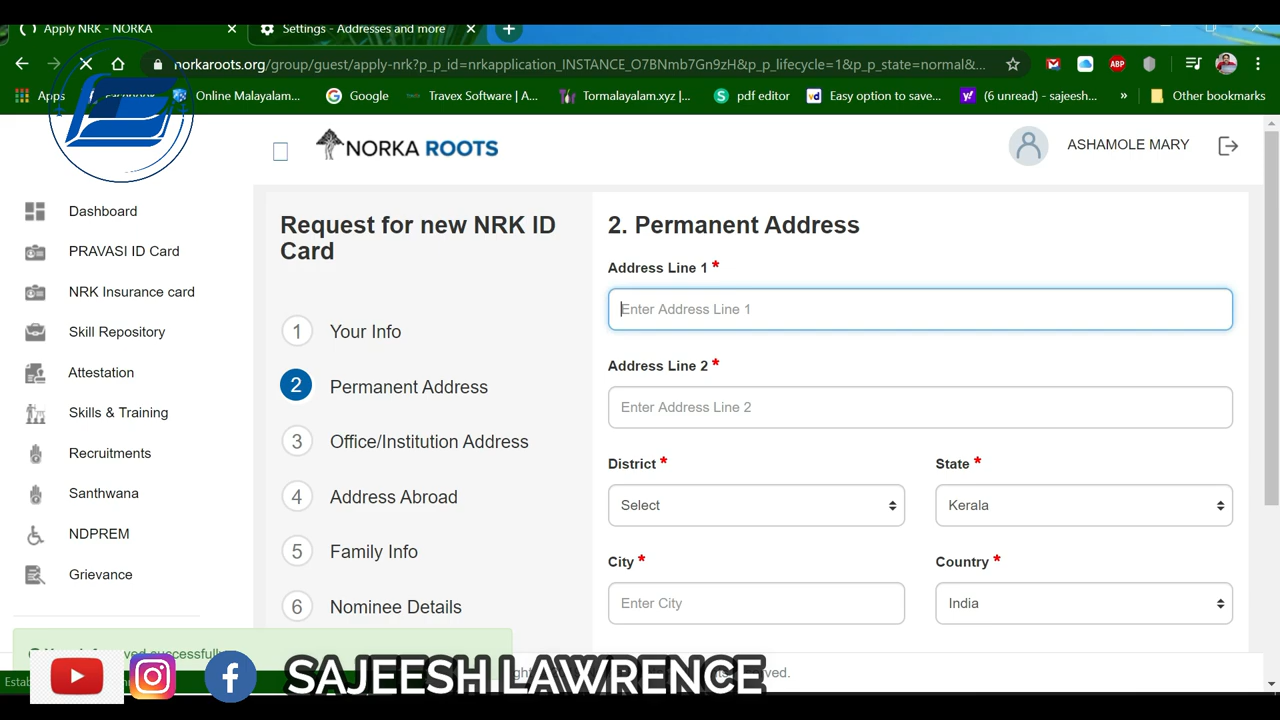 Apply NRK - NORKA
Settings - Addresses and more
norkaroots.org/group/guest/apply-nrk?p_p_id=nrkapplication_INSTANCE_O7BNmb7Gn9zH&p_p_lifecycle=1&p_p_state=normal&...
Apps
Facebook
Online Malayalam...
Google
Travex Software | A...
Tormalayalam.xyz |...
pdf editor
Easy option to save...
(6 unread) - sajeesh...
»
Other bookmarks
NORKA ROOTS
ASHAMOLE MARY
Dashboard
PRAVASI ID Card
NRK Insurance card
Skill Repository
Attestation
Skills & Training
Recruitments
Santhwana
NDPREM
Grievance
Request for new NRK ID
Card
1 Your Info
2 Permanent Address
3 Office/Institution Address
4 Address Abroad
5 Family Info
6 Nominee Details
2. Permanent Address
Address Line 1 *
Enter Address Line 1
Address Line 2 *
Enter Address Line 2
District *
Select
State *
Kerala
City *
Enter City
Country *
India
successfully
SAJEESH LAWRENCE